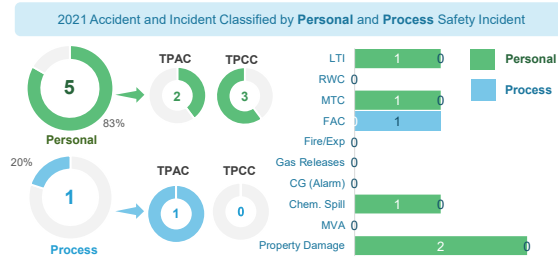 2021 Accident and Incident Classified by Personal and Process Safety Incident
5
83%
Personal
TPAC
2
TPCC
3
20%
1
Process
TPAC
1
TPCC
0
LTI 1 0
RWC 0
MTC 1 0
FAC 0 1
Fire/Exp 0
Gas Releases 0
CG (Alarm) 0
Chem. Spill 1 0
MVA 0
Property Damage 2 0
Personal
Process